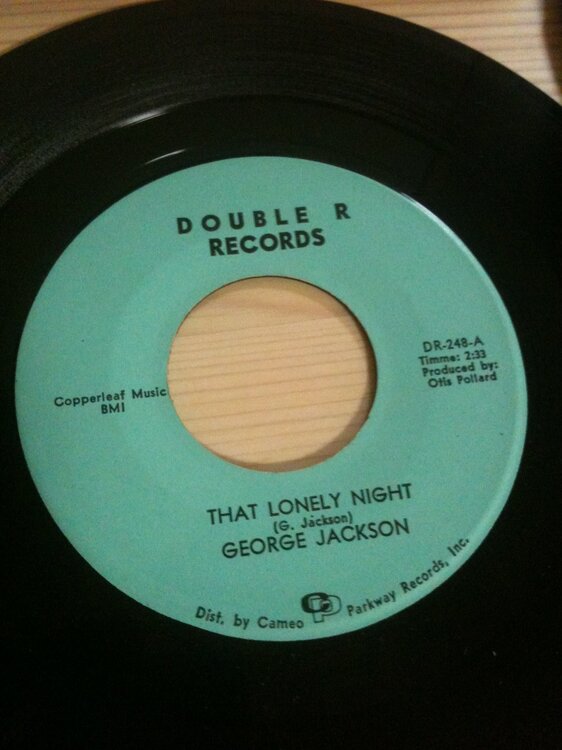 DOUBLE R
RECORDS
DR-248-A
Timme: 2:33
Produced by:
Otis Pollard
Copperleaf Music
BMI
THAT LONELY NIGHT
(G. Jackson)
GEORGE JACKSON
Dist. by Cameo CP Parkway Records, Inc.